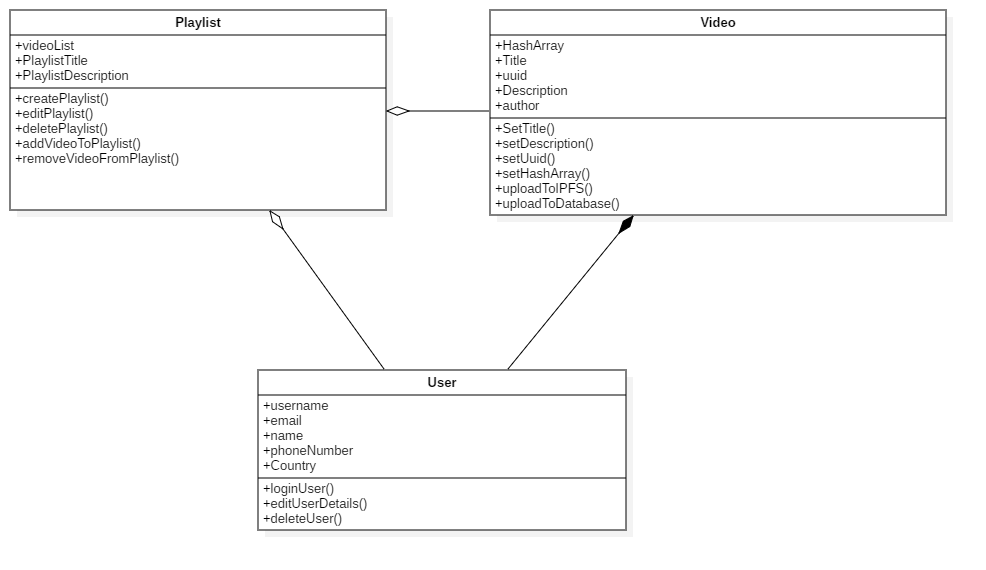 Playlist
+videoList
+PlaylistTitle
+PlaylistDescription
+createPlaylist()
+editPlaylist()
+deletePlaylist()
+addVideoToPlaylist()
+removeVideoFromPlaylist()
Video
+HashArray
+Title
+uuid
+Description
+author
+SetTitle()
+setDescription()
+setUuid()
+setHashArray()
+uploadToIPFS()
+uploadToDatabase()
User
+username
+email
+name
+phoneNumber
+Country
+loginUser()
+editUserDetails()
+deleteUser()